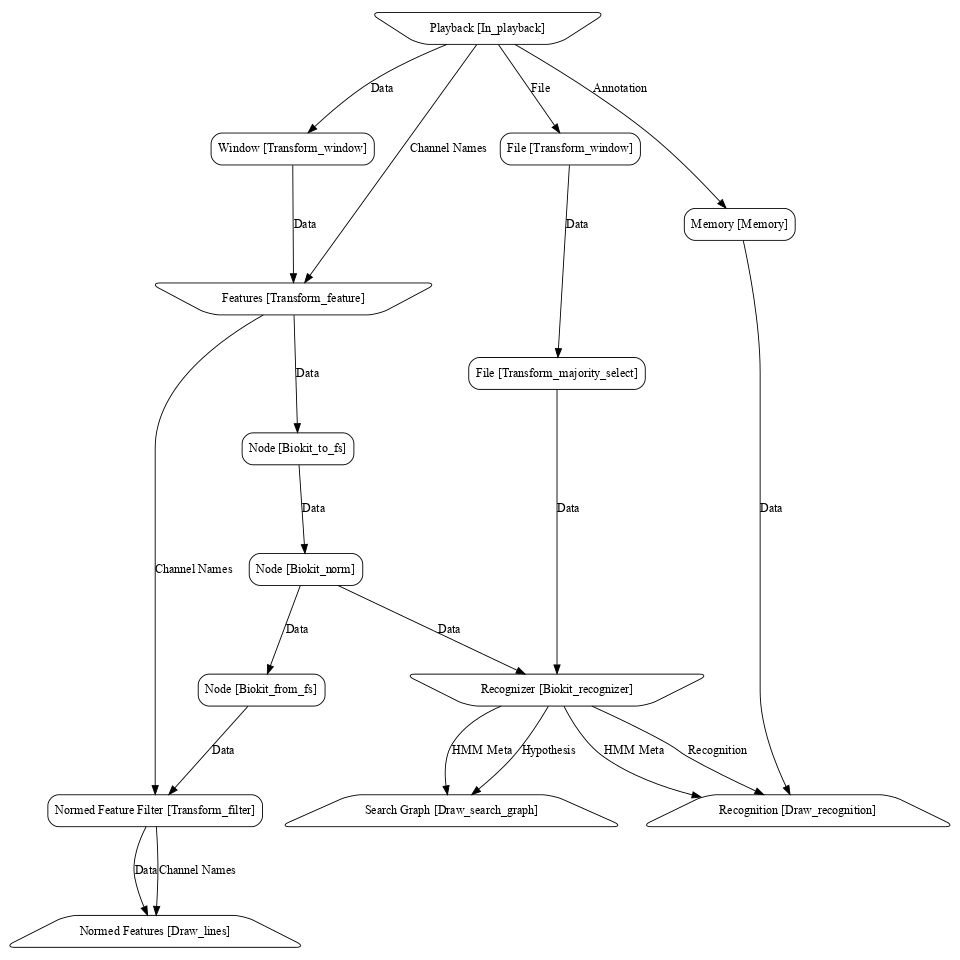 Playback [In_playback]
Data
File
Annotation
Window [Transform_window]
Channel Names
File [Transform_window]
Data
Data
Memory [Memory]
Features [Transform_feature]
Data
File [Transform_majority_select]
Node [Biokit_to_fs]
Data
Data
Data
Channel Names
Node [Biokit_norm]
Data
Data
Node [Biokit_from_fs]
Recognizer [Biokit_recognizer]
Data
HMM Meta
Hypothesis
HMM Meta
Recognition
Normed Feature Filter [Transform_filter]
Search Graph [Draw_search_graph]
Recognition [Draw_recognition]
Data
Channel Names
Normed Features [Draw_lines]